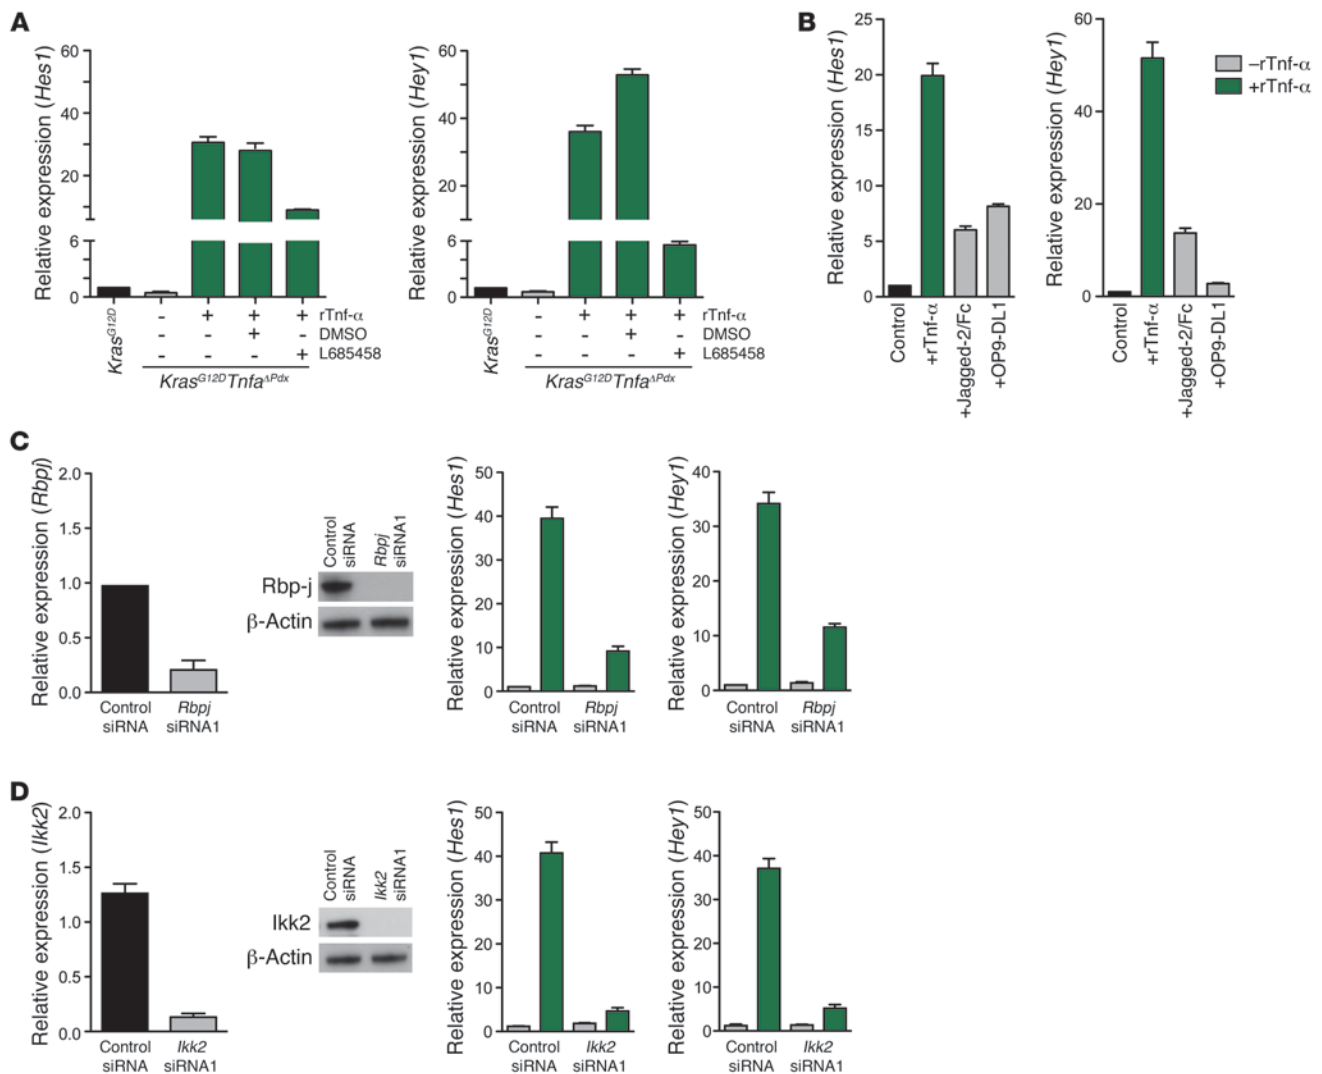 A
Relative expression (Hes1)
60
40
20
6
0
KrasG12D
- + + + rTnf-α
- - + - DMSO
- - - + L685458
KrasG12DTnfaΔPdx
Relative expression (Hey1)
60
40
20
6
0
KrasG12D
- + + + rTnf-α
- - + - DMSO
- - - + L685458
KrasG12DTnfaΔPdx
B
Relative expression (Hes1)
25
20
15
10
5
0
Control
+rTnf-α
+Jagged-2/Fc
+OP9-DL1
Relative expression (Hey1)
60
40
20
0
Control
+rTnf-α
+Jagged-2/Fc
+OP9-DL1
–rTnf-α
+rTnf-α
C
Relative expression (Rbpj)
2.0
1.5
1.0
0.5
0.0
Control
siRNA
Rbpj
siRNA1
Control
siRNA
Rbpj
siRNA1
Rbp-j
β-Actin
Relative expression (Hes1)
50
40
30
20
10
0
Control
siRNA
Rbpj
siRNA1
Relative expression (Hey1)
40
30
20
10
0
Control
siRNA
Rbpj
siRNA1
D
Relative expression (Ikk2)
2.0
1.5
1.0
0.5
0.0
Control
siRNA
Ikk2
siRNA1
Control
siRNA
Ikk2
siRNA1
Ikk2
β-Actin
Relative expression (Hes1)
50
40
30
20
10
0
Control
siRNA
Ikk2
siRNA1
Relative expression (Hey1)
50
40
30
20
10
0
Control
siRNA
Ikk2
siRNA1